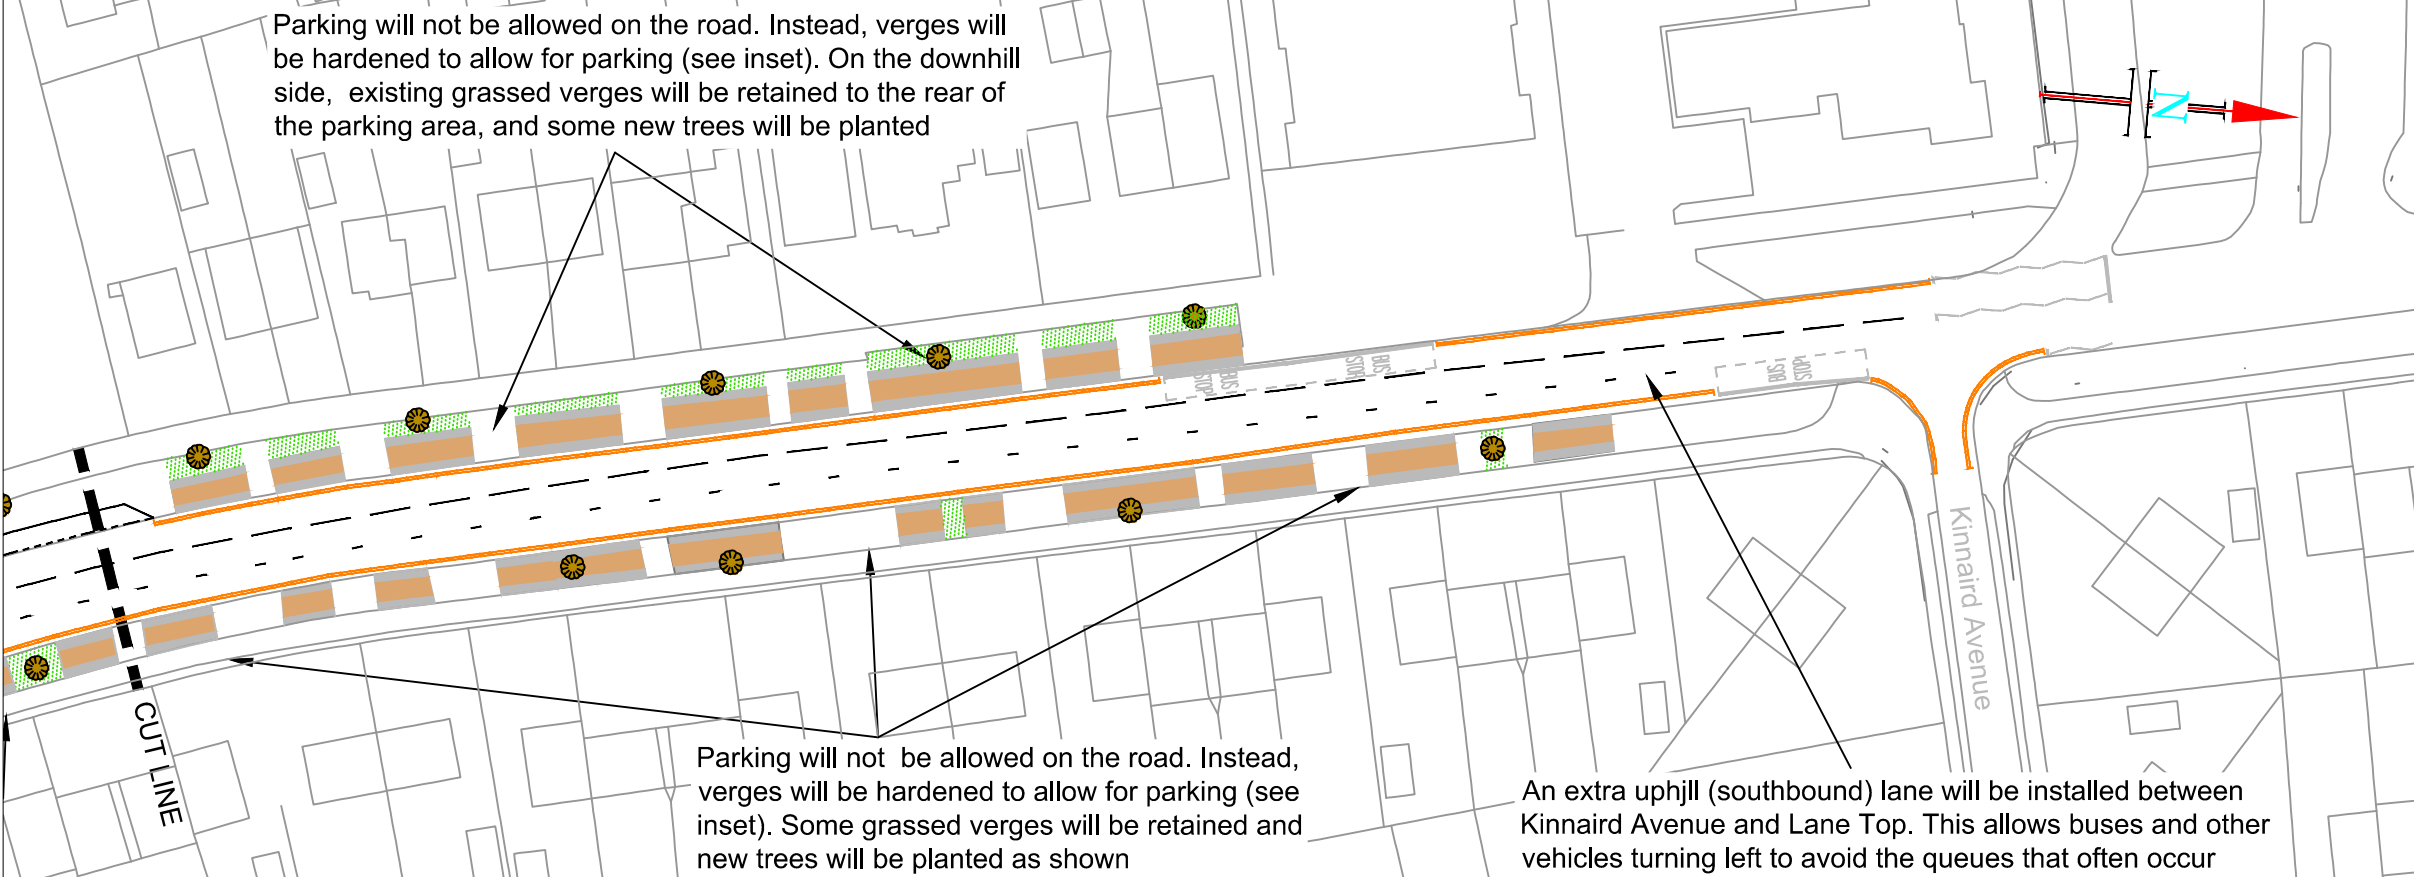 Parking will not be allowed on the road. Instead, verges will
be hardened to allow for parking (see inset). On the downhill
side, existing grassed verges will be retained to the rear of
the parking area, and some new trees will be planted
N
BUS
STOP
BUS
STOP
BUS
STOP
Kinnaird Avenue
CUT LINE
Parking will not be allowed on the road. Instead,
verges will be hardened to allow for parking (see
inset). Some grassed verges will be retained and
new trees will be planted as shown
An extra uphjll (southbound) lane will be installed between
Kinnaird Avenue and Lane Top. This allows buses and other
vehicles turning left to avoid the queues that often occur